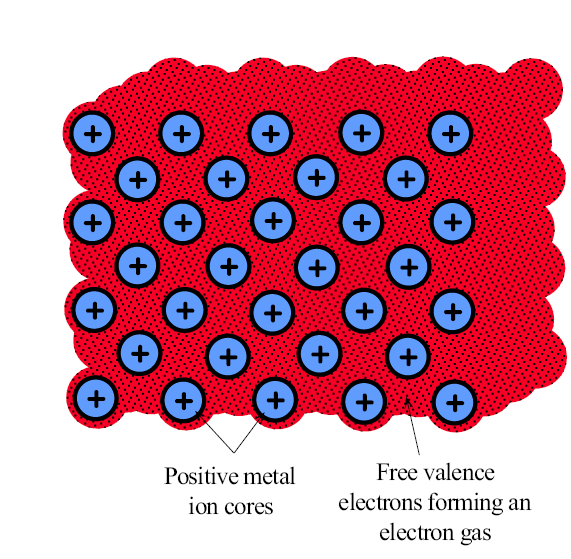 + + + + +
+ + + +
+ + + + +
+ + + +
+ + + + +
+ + + +
+ + + + +
Positive metal
ion cores
Free valence
electrons forming an
electron gas